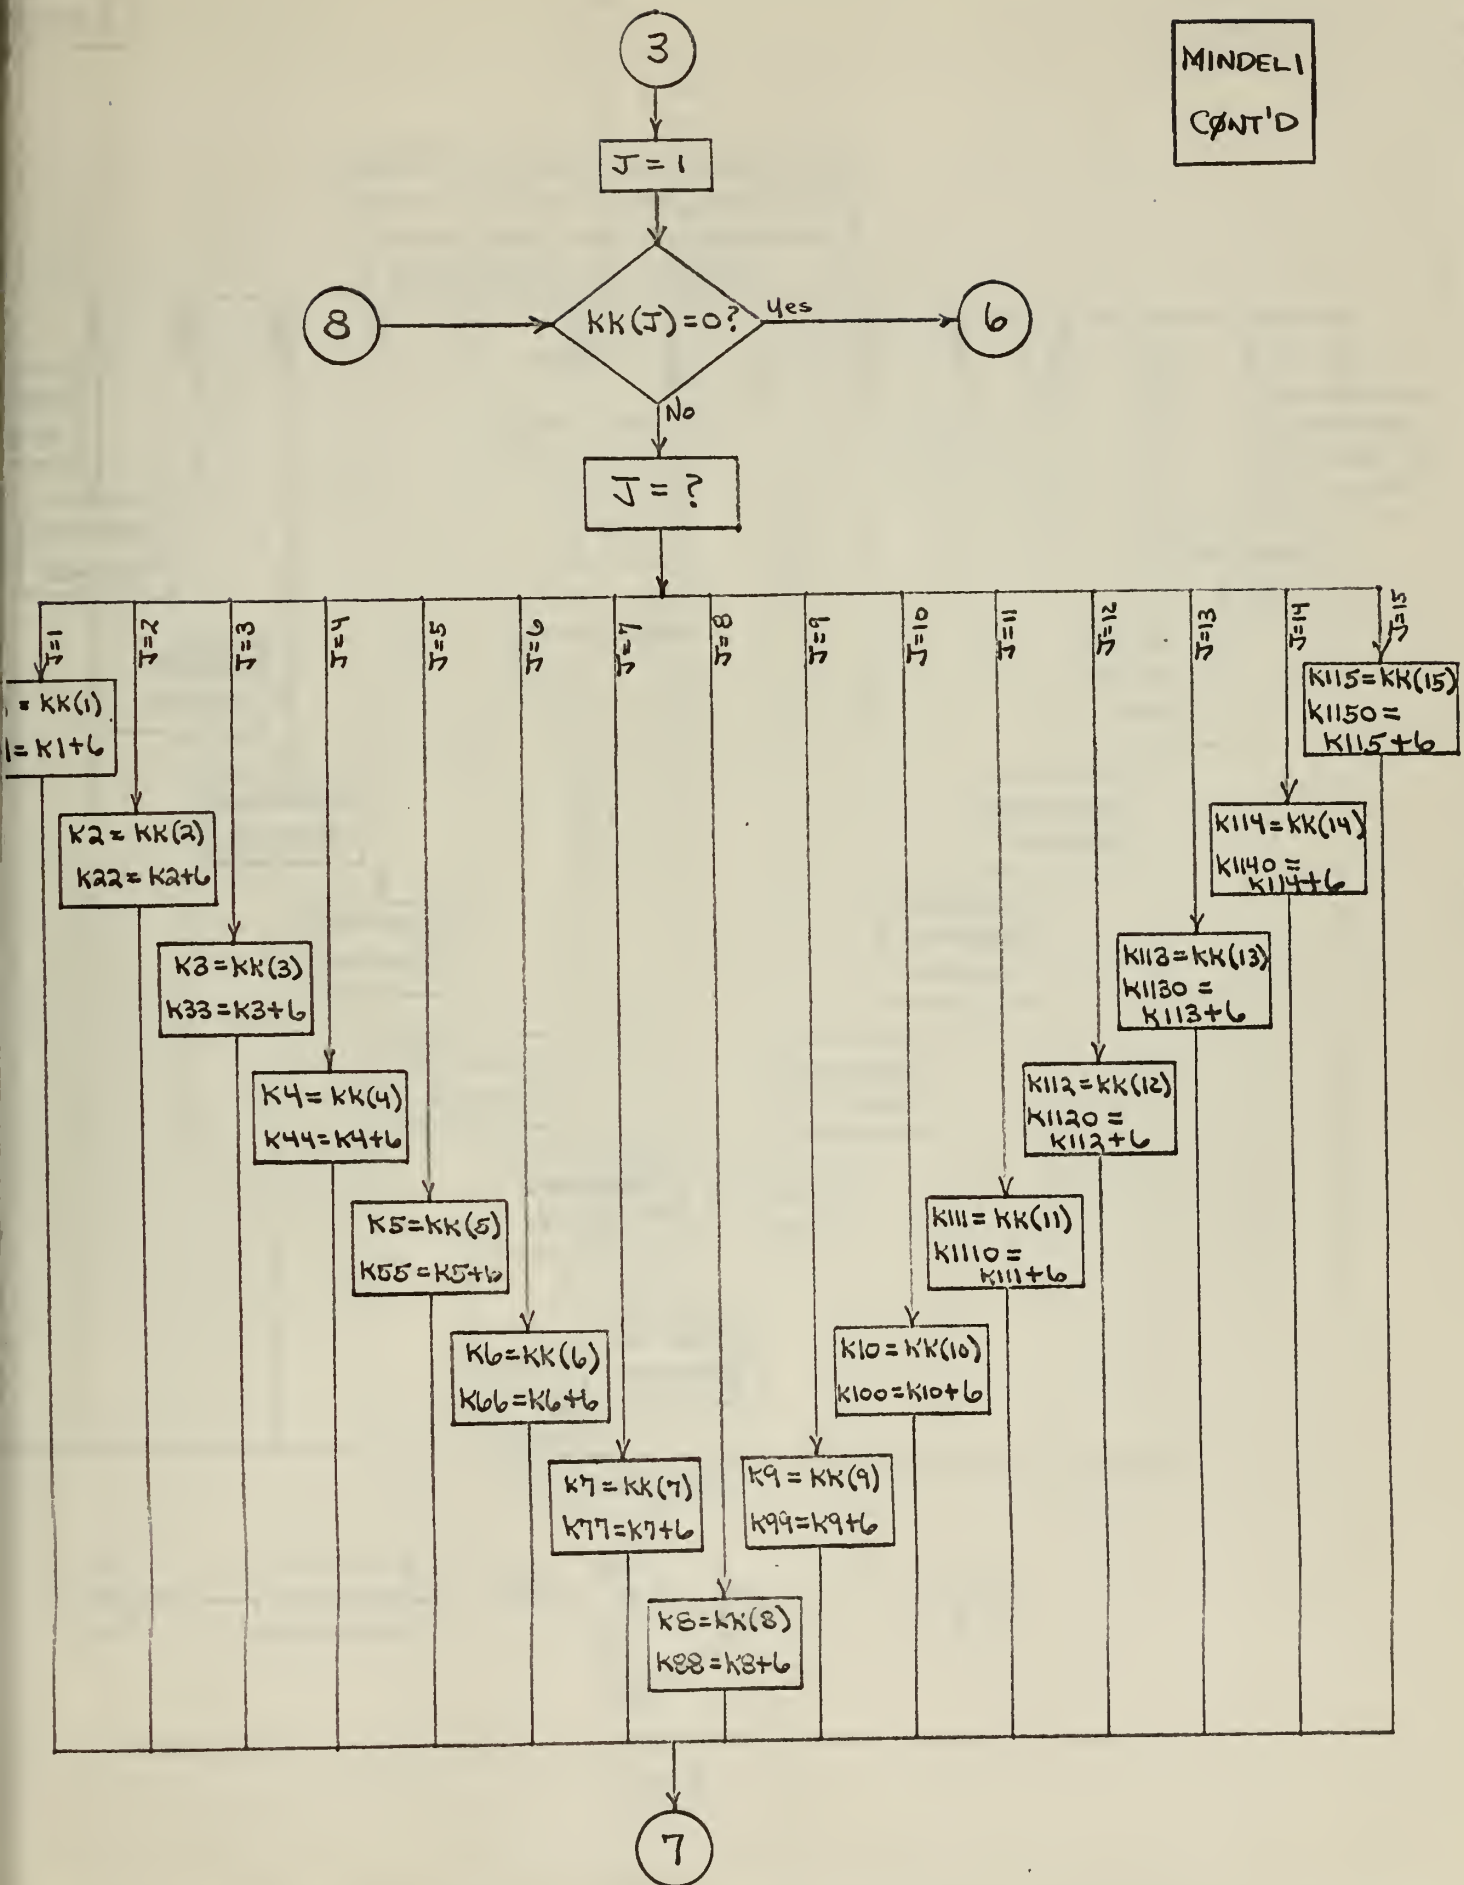 3
MINDEL1
CØNT'D
J = 1
8
KK(J)=0?
Yes
6
No
J = ?
J=1
J=2
J=3
J=4
J=5
J=6
J=7
J=8
J=9
J=10
J=11
J=12
J=13
J=14
J=15
= KK(1)
1= K1+6
K2 = KK(2)
K22 = K2+6
K3 = KK(3)
K33 = K3+6
K4 = KK(4)
K44 = K4+6
K5 = KK(5)
K55 = K5+6
K6 = KK(6)
K66 = K6+6
K7 = KK(7)
K77 = K7+6
K8 = KK(8)
K88 = K8+6
K9 = KK(9)
K99 = K9+6
K10 = KK(10)
K100 = K10+6
K111 = KK(11)
K1110 =
K111+6
K112 = KK(12)
K1120 =
K112+6
K113 = KK(13)
K1130 =
K113+6
K114 = KK(14)
K1140 =
K114+6
K115 = KK(15)
K1150 =
K115+6
7